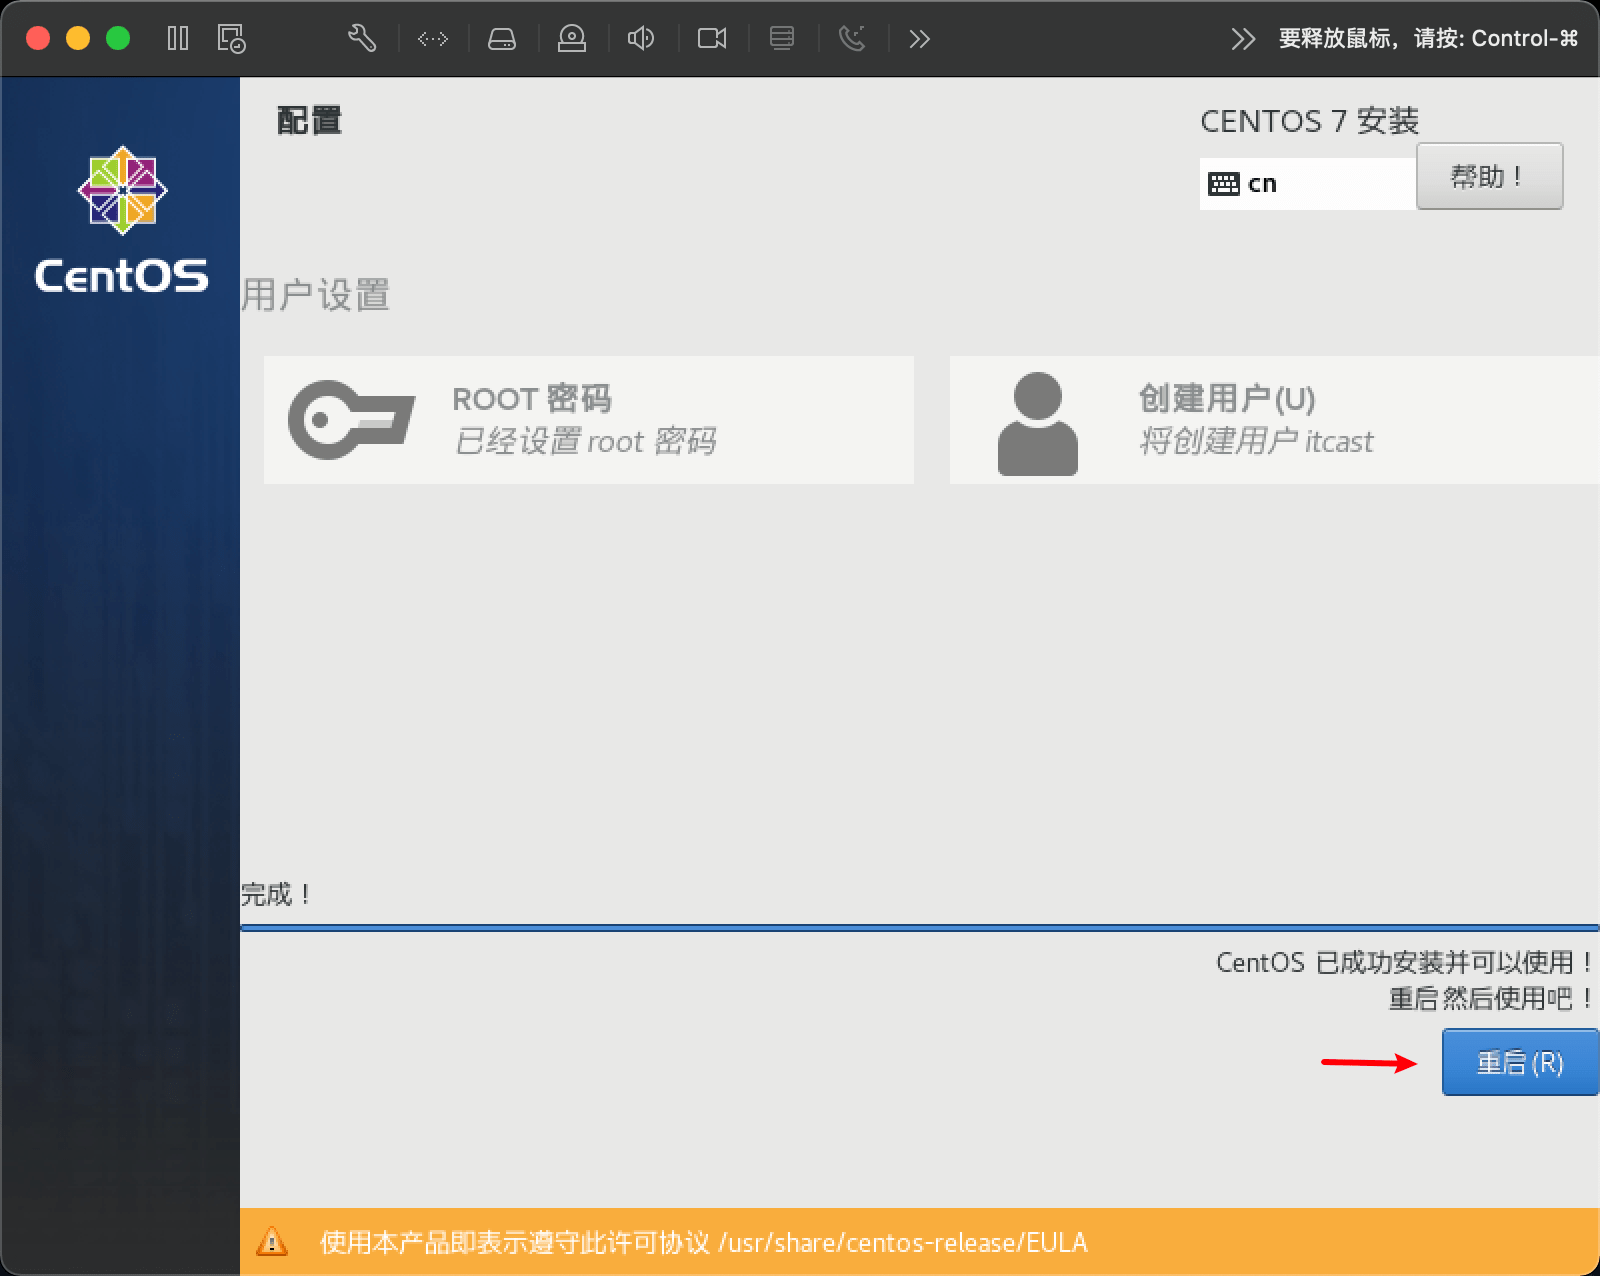 要释放鼠标，请按: Control-⌘
CentOS
配置
CENTOS 7 安装
cn
帮助！
用户设置
ROOT 密码
已经设置 root 密码
创建用户(U)
将创建用户 itcast
完成！
CentOS 已成功安装并可以使用！
重启然后使用吧！
重启(R)
使用本产品即表示遵守此许可协议 /usr/share/centos-release/EULA